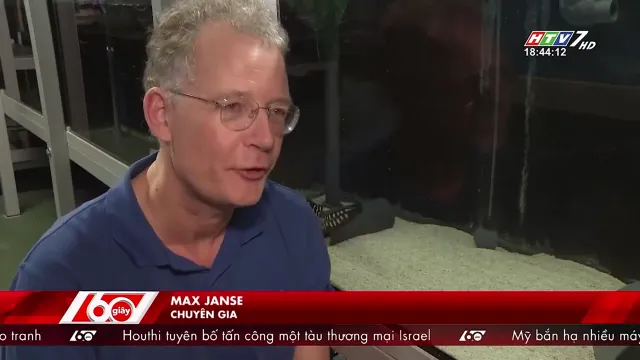 HTV7 HD
18:44:12
60 giây
MAX JANSE
CHUYÊN GIA
o tranh 60 Houthi tuyên bố tấn công một tàu thương mại Israel 60 Mỹ bắn hạ nhiều máy